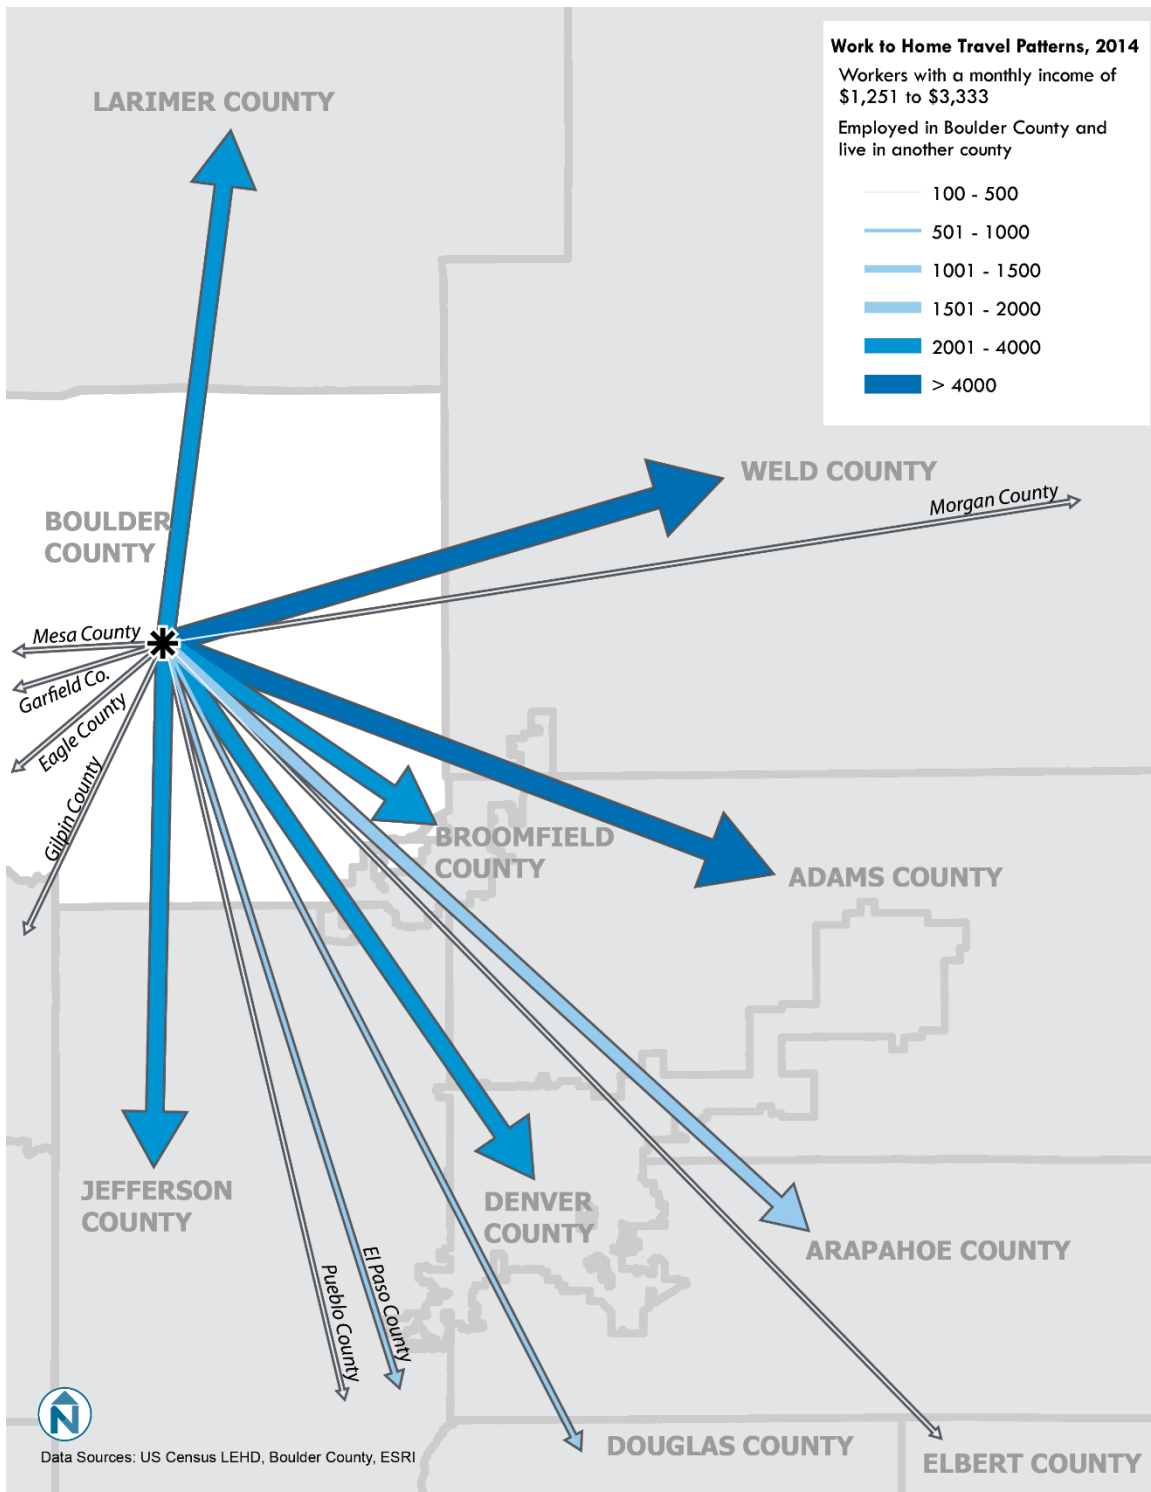 Work to Home Travel Patterns, 2014
Workers with a monthly income of
$1,251 to $3,333
Employed in Boulder County and
live in another county
100 - 500
501 - 1000
1001 - 1500
1501 - 2000
2001 - 4000
> 4000
LARIMER COUNTY
WELD COUNTY
Morgan County
BOULDER
COUNTY
Mesa County
Garfield Co.
Eagle County
Gilpin County
BROOMFIELD
COUNTY
ADAMS COUNTY
JEFFERSON
COUNTY
DENVER
COUNTY
ARAPAHOE COUNTY
Pueblo County
El Paso County
DOUGLAS COUNTY
ELBERT COUNTY
N
Data Sources: US Census LEHD, Boulder County, ESRI